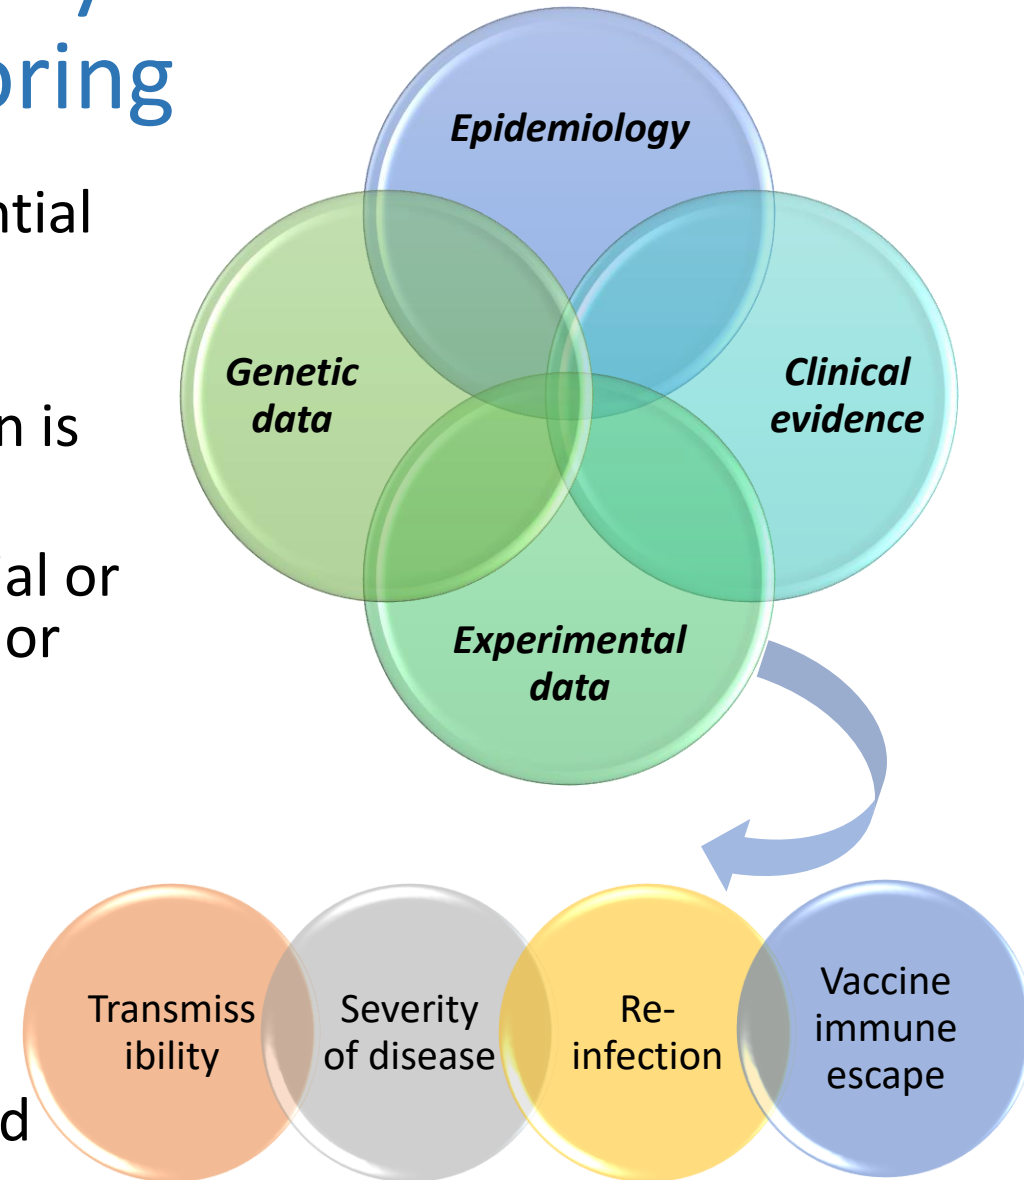 oring
ntial
n is
ial or
or
d
Epidemiology
Genetic
data
Clinical
evidence
Experimental
data
Transmiss
ibility
Severity
of disease
Re-
infection
Vaccine
immune
escape